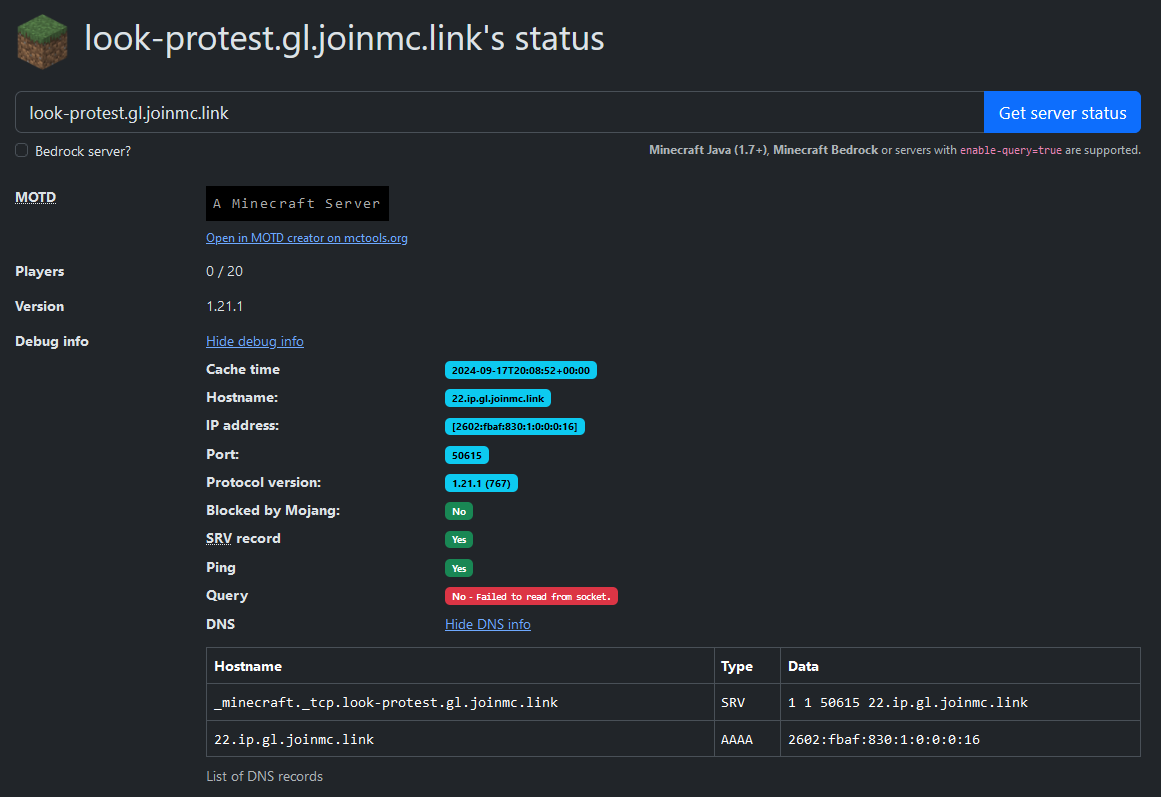 look-protest.gl.joinmc.link's status
look-protest.gl.joinmc.link Get server status
Bedrock server? Minecraft Java (1.7+), Minecraft Bedrock or servers with enable-query=true are supported.
MOTD A Minecraft Server
Open in MOTD creator on mctools.org
Players 0 / 20
Version 1.21.1
Debug info Hide debug info
Cache time 2024-09-17T20:08:52+00:00
Hostname: 22.ip.gl.joinmc.link
IP address: [2602:fbaf:830:1:0:0:0:16]
Port: 50615
Protocol version: 1.21.1 (767)
Blocked by Mojang: No
SRV record Yes
Ping Yes
Query No - Failed to read from socket.
DNS Hide DNS info
Hostname Type Data
_minecraft._tcp.look-protest.gl.joinmc.link SRV 1 1 50615 22.ip.gl.joinmc.link
22.ip.gl.joinmc.link AAAA 2602:fbaf:830:1:0:0:0:16
List of DNS records